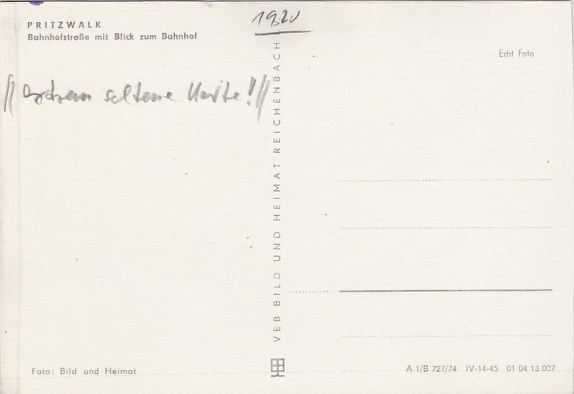 PRITZWALK
Bahnhofstraße mit Blick zum Bahnhof
Echt Foto
extrem seltene Karte!
VEB BILD UND HEIMAT REICHENBACH
Foto: Bild und Heimat
A 1/B 727/74 IV-14-45 01 04 13 007